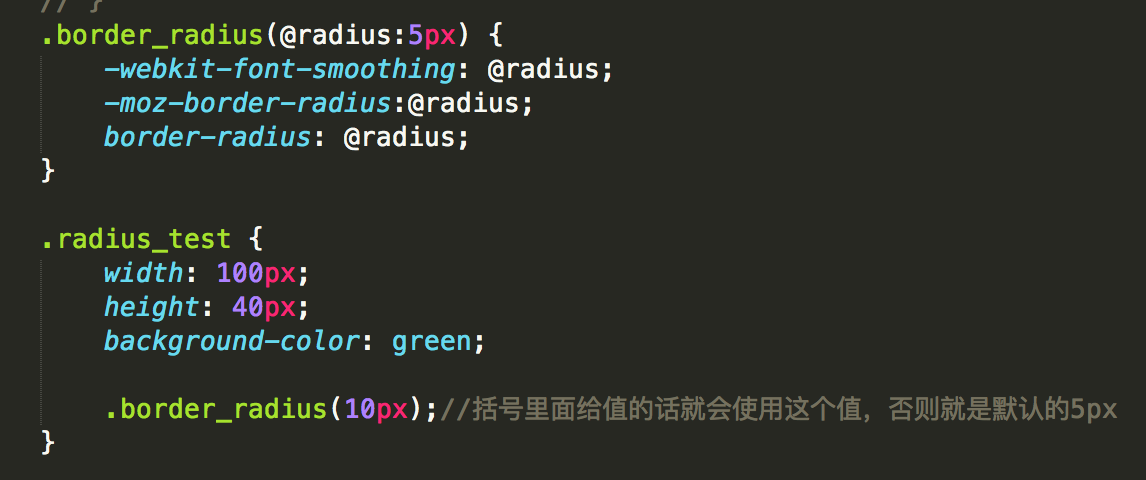 // }
.border_radius(@radius:5px) {
-webkit-font-smoothing: @radius;
-moz-border-radius:@radius;
border-radius: @radius;
}
.radius_test {
width: 100px;
height: 40px;
background-color: green;
.border_radius(10px);//括号里面给值的话就会使用这个值，否则就是默认的5px
}